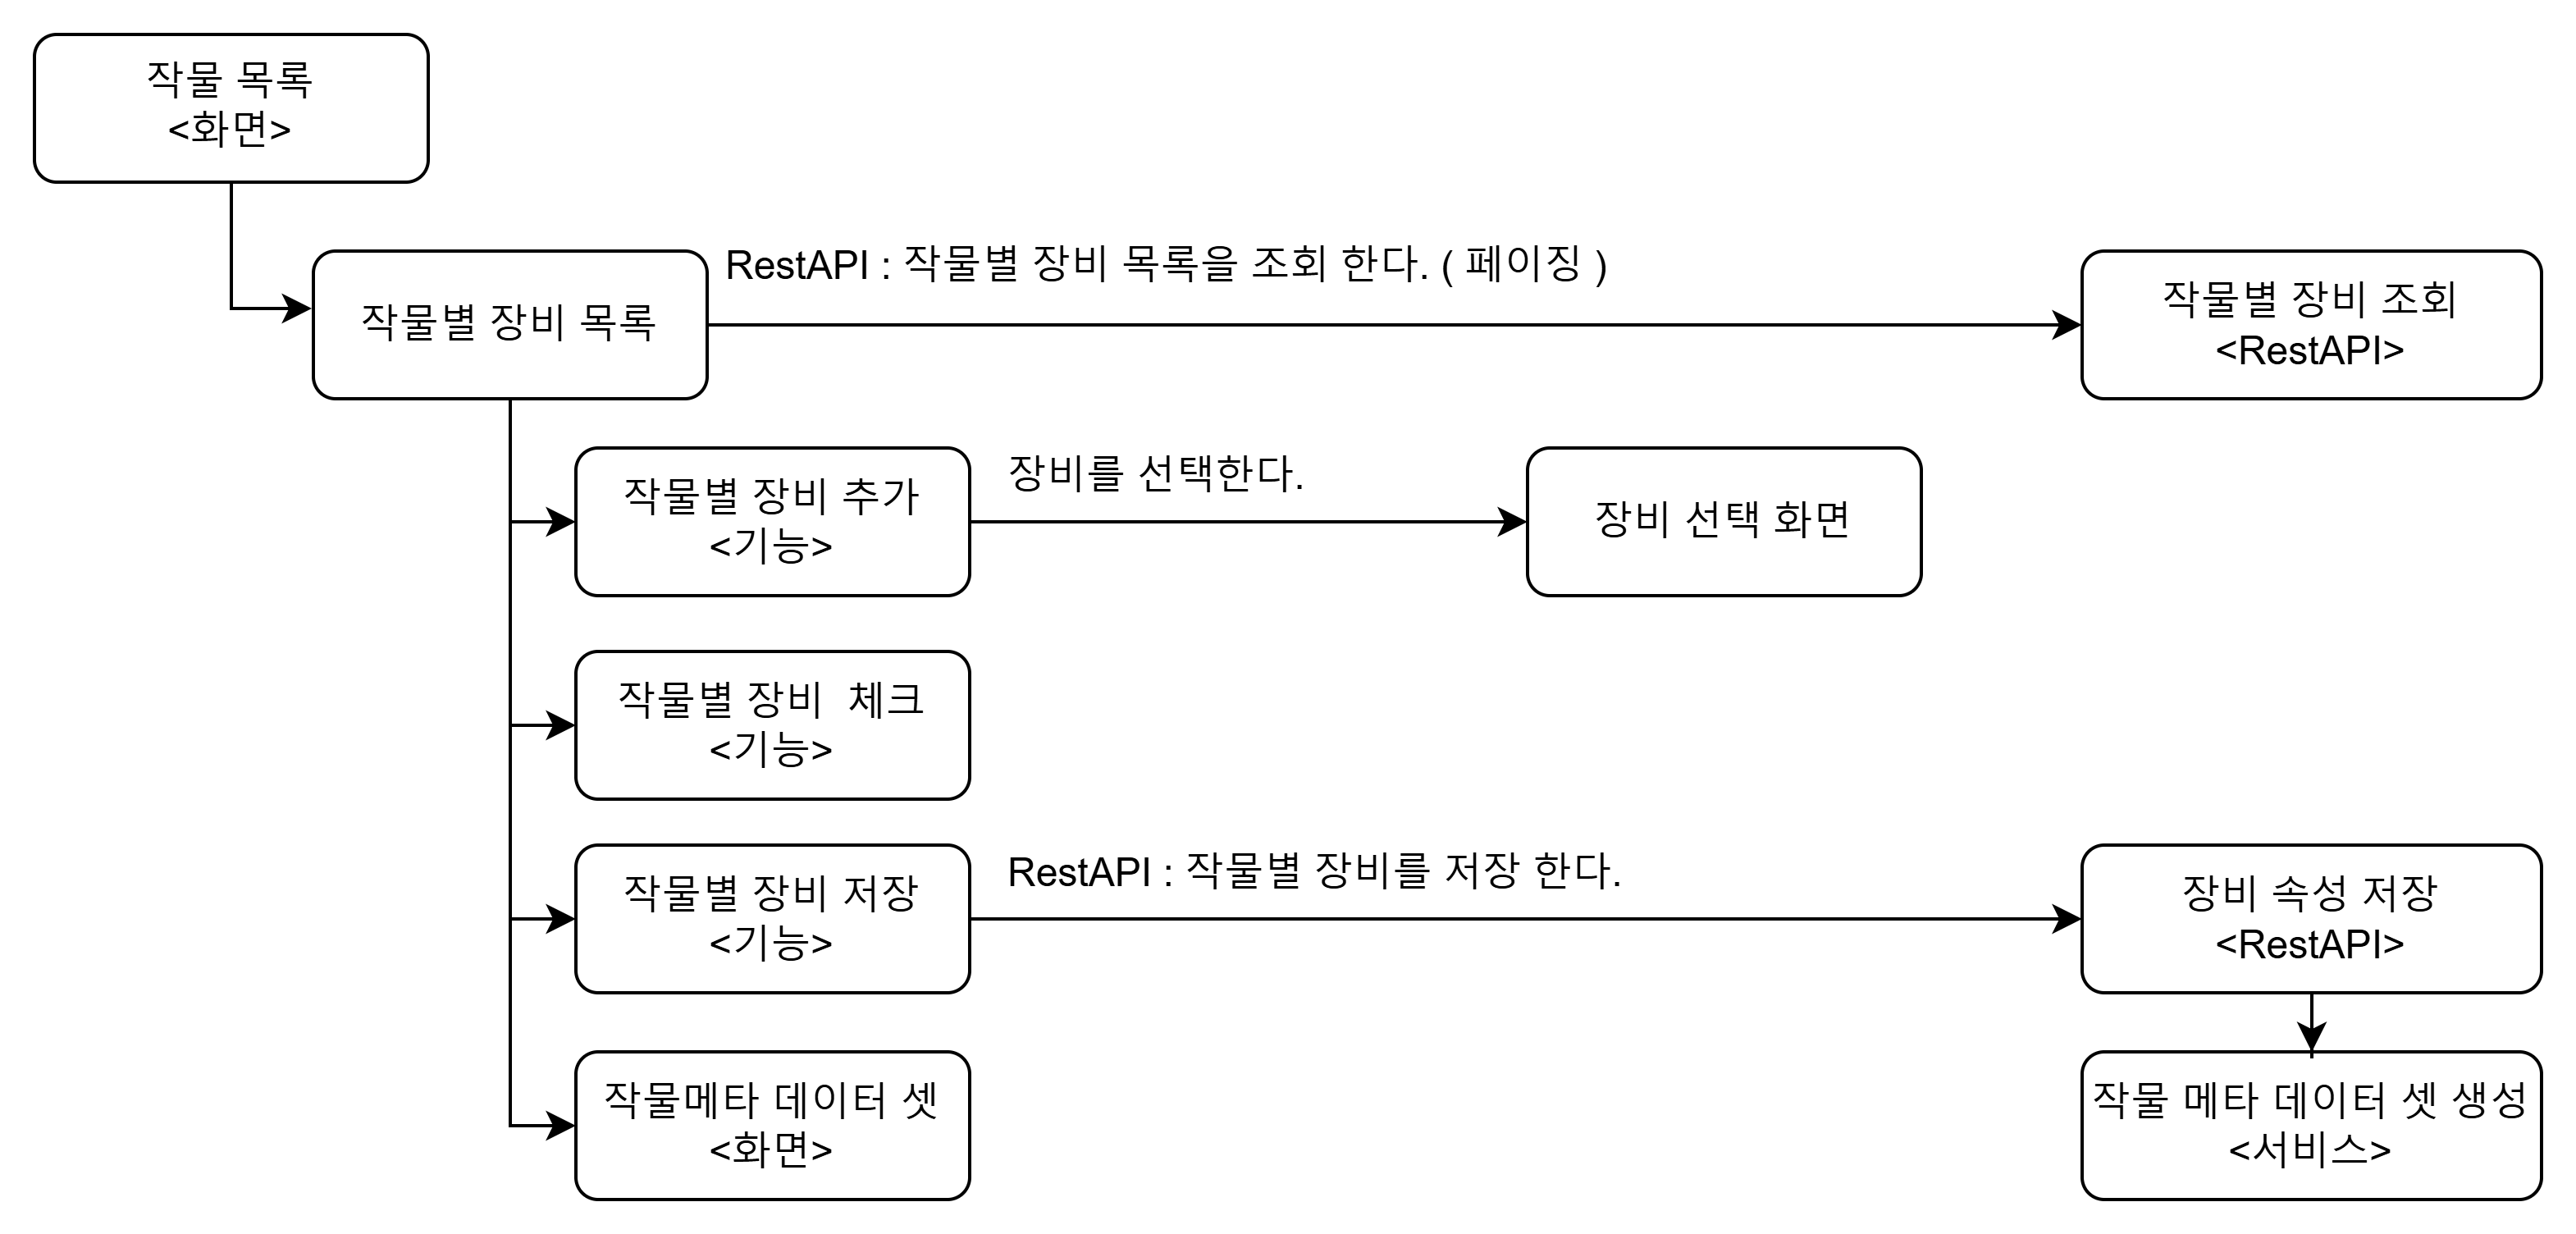 작물 목록
<화면>
작물별 장비 목록
RestAPI : 작물별 장비 목록을 조회 한다. ( 페이징 )
작물별 장비 조회
<RestAPI>
작물별 장비 추가
<기능>
장비를 선택한다.
장비 선택 화면
작물별 장비  체크
<기능>
작물별 장비 저장
<기능>
RestAPI : 작물별 장비를 저장 한다.
장비 속성 저장
<RestAPI>
작물메타 데이터 셋
<화면>
작물 메타 데이터 셋 생성
<서비스>